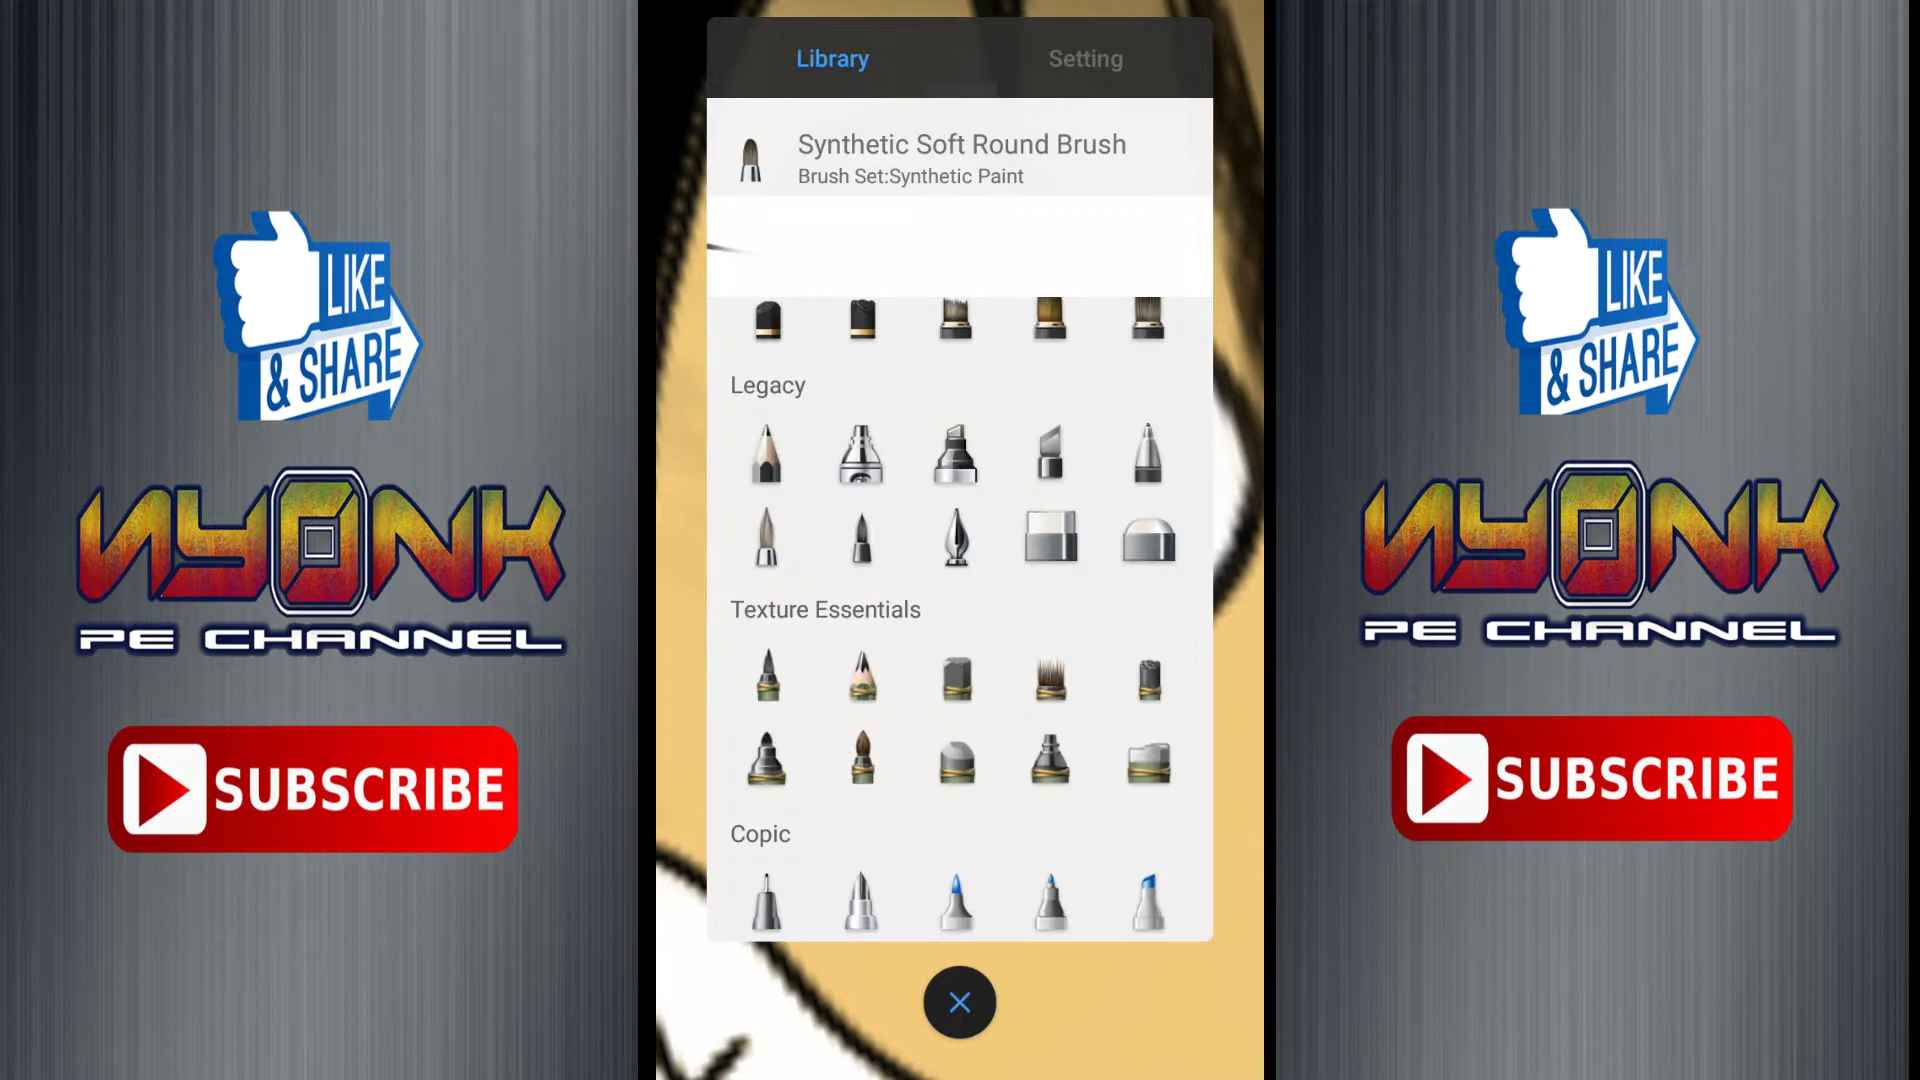 LIKE
& SHARE
NYONK
PE CHANNEL
SUBSCRIBE
Library
Setting
Synthetic Soft Round Brush
Brush Set:Synthetic Paint
Legacy
Texture Essentials
Copic
LIKE
& SHARE
NYONK
PE CHANNEL
SUBSCRIBE